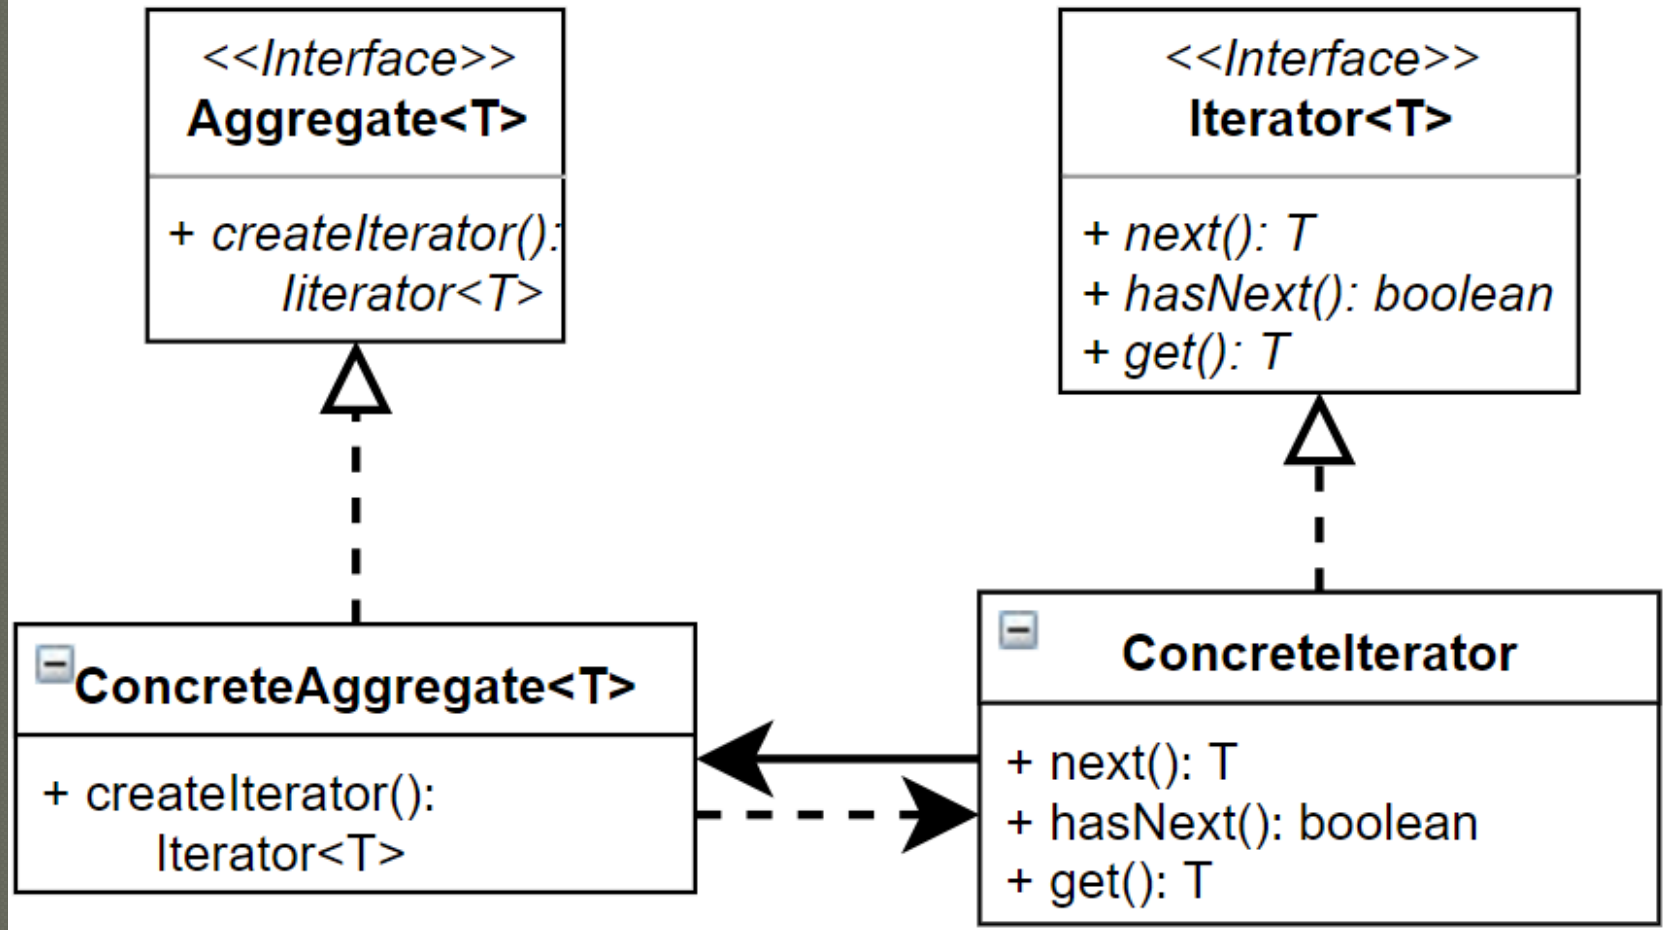 <<Interface>>
Aggregate<T>
+ createIterator():
Iiterator<T>
<<Interface>>
Iterator<T>
+ next(): T
+ hasNext(): boolean
+ get(): T
ConcreteAggregate<T>
+ createIterator():
Iterator<T>
ConcreteIterator
+ next(): T
+ hasNext(): boolean
+ get(): T